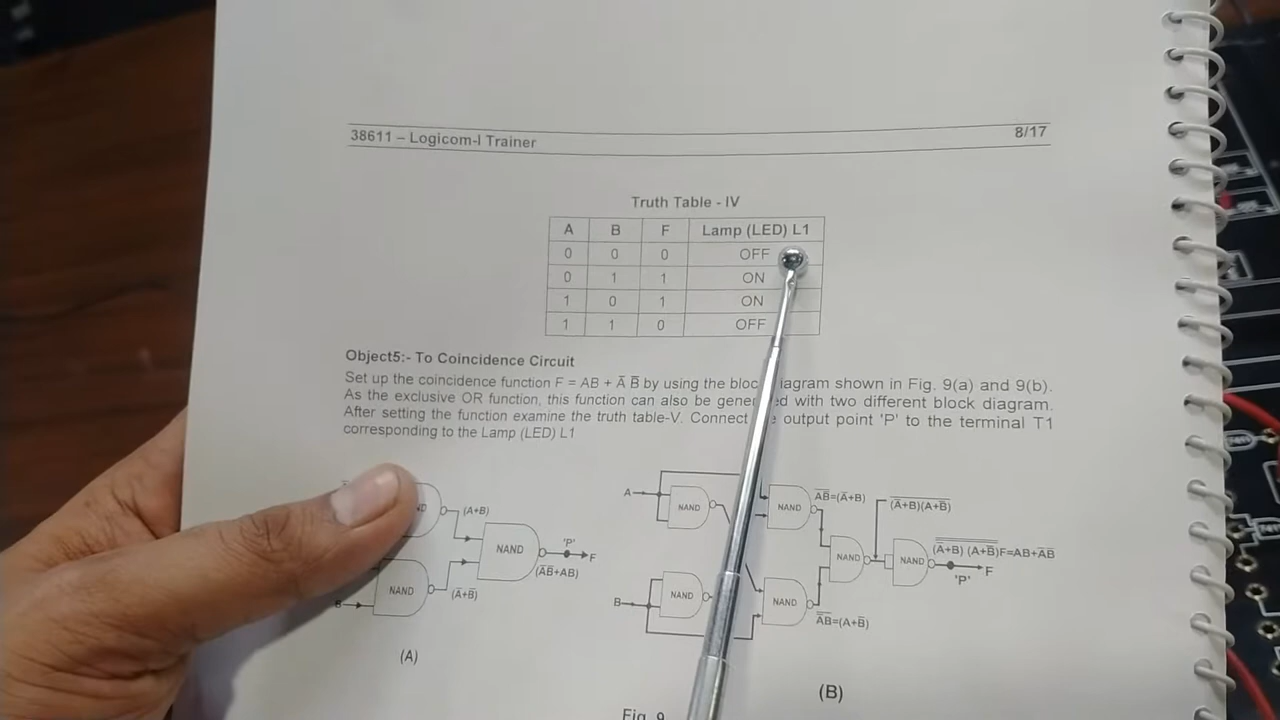 38611 – Logicom-I Trainer
8/17
Truth Table - IV
A B F Lamp (LED) L1
0 0 0 OFF
0 1 1 ON
1 0 1 ON
1 1 0 OFF
Object5:- To Coincidence Circuit
Set up the coincidence function F = AB + A̅ B̅ by using the bloc iagram shown in Fig. 9(a) and 9(b).
As the exclusive OR function, this function can also be gene ed with two different block diagram.
After setting the function examine the truth table-V. Connect output point 'P' to the terminal T1
corresponding to the Lamp (LED) L1
(A+B)
NAND
'P'
F
(A̅B̅+AB)
NAND
(A̅+B̅)
B
(A)
A
NAND
NAND
A̅B̅=(A̅+B)
(A̅+B)(A+B̅)
NAND
NAND
(A̅+B) (A+B̅)F=AB+A̅B̅
'P'
F
B
NAND
NAND
A̅B̅=(A+B̅)
(B)
Fig. 9